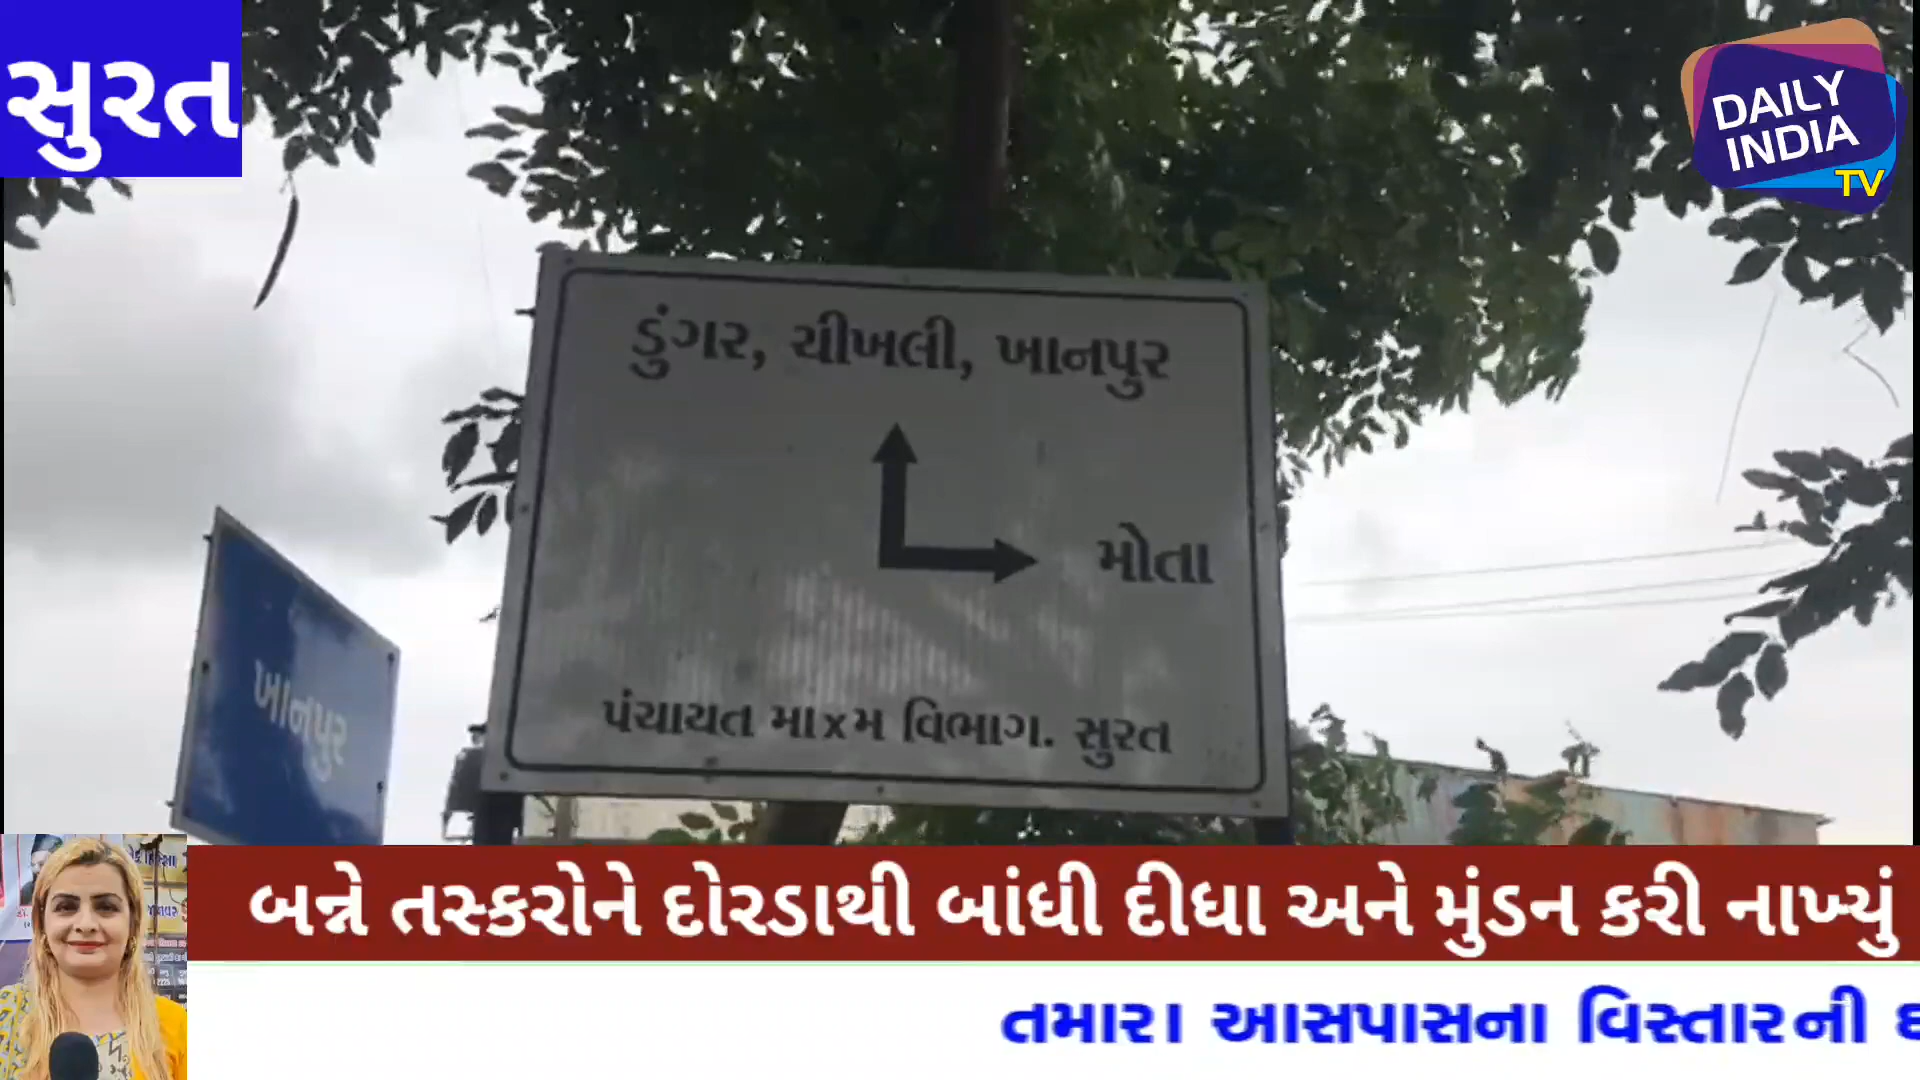 સુરત
DAILY
INDIA
TV
ડુંગર, ચીખલી, ખાનપુર
મોતા
પંચાયત માxમ વિભાગ. સુરત
ખાનપુર
બન્ને તસ્કરોને દોરડાથી બાંધી દીધા અને મુંડન કરી નાખ્યું
તમારા આસપાસના વિસ્તારની